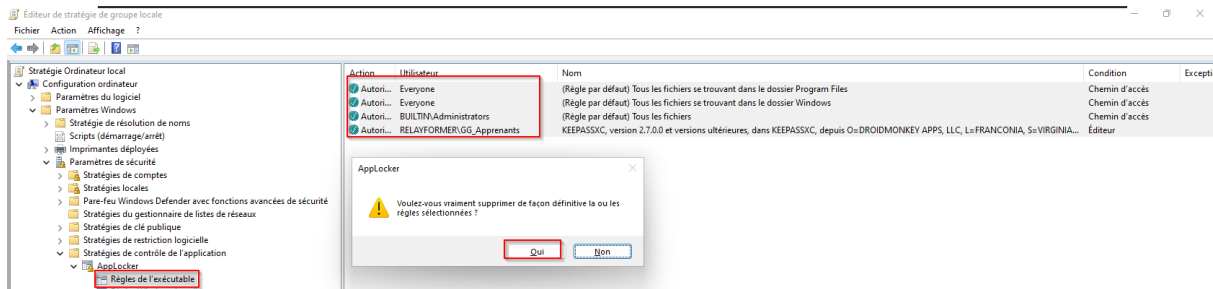 Éditeur de stratégie de groupe locale
Fichier Action Affichage ?
Stratégie Ordinateur local
Configuration ordinateur
Paramètres du logiciel
Paramètres Windows
Stratégie de résolution de noms
Scripts (démarrage/arrêt)
Imprimantes déployées
Paramètres de sécurité
Stratégies de comptes
Stratégies locales
Pare-feu Windows Defender avec fonctions avancées de sécurité
Stratégies du gestionnaire de listes de réseaux
Stratégies de clé publique
Stratégies de restriction logicielle
Stratégies de contrôle de l'application
AppLocker
Règles de l'exécutable
Action Utilisateur Nom Condition Excepti
Autori... Everyone (Règle par défaut) Tous les fichiers se trouvant dans le dossier Program Files Chemin d'accès
Autori... Everyone (Règle par défaut) Tous les fichiers se trouvant dans le dossier Windows Chemin d'accès
Autori... BUILTIN\Administrators (Règle par défaut) Tous les fichiers Chemin d'accès
Autori... RELAYFORMER\GG_Apprenants KEEPASSXC, version 2.7.0.0 et versions ultérieures, dans KEEPASSXC, depuis O=DROIDMONKEY APPS, LLC, L=FRANCONIA, S=VIRGINIA... Éditeur
AppLocker
Voulez-vous vraiment supprimer de façon définitive la ou les
règles sélectionnées ?
Oui Non